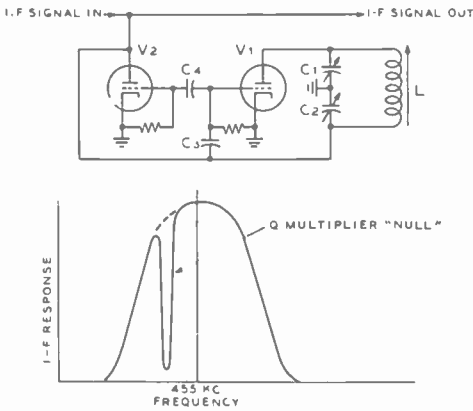 I.F SIGNAL IN
I-F SIGNAL OUT
V2
V1
C4
C1
L
C2
C3
Q MULTIPLIER "NULL"
I-F RESPONSE
455 KC
FREQUENCY